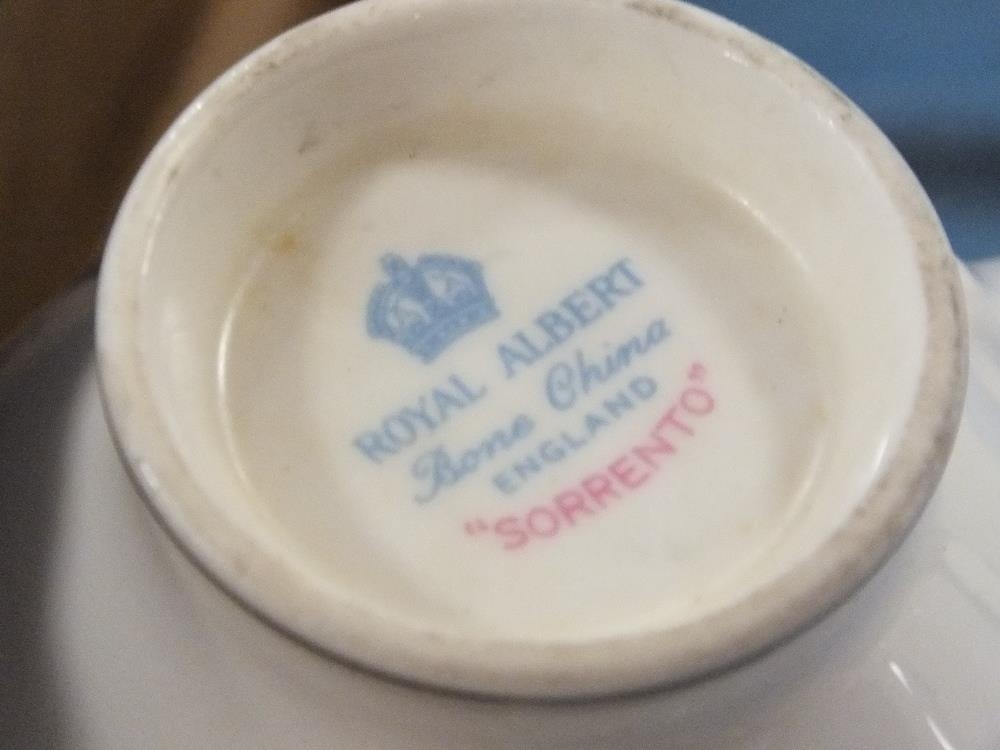 ROYAL ALBERT
Bone China
ENGLAND
"SORRENTO"